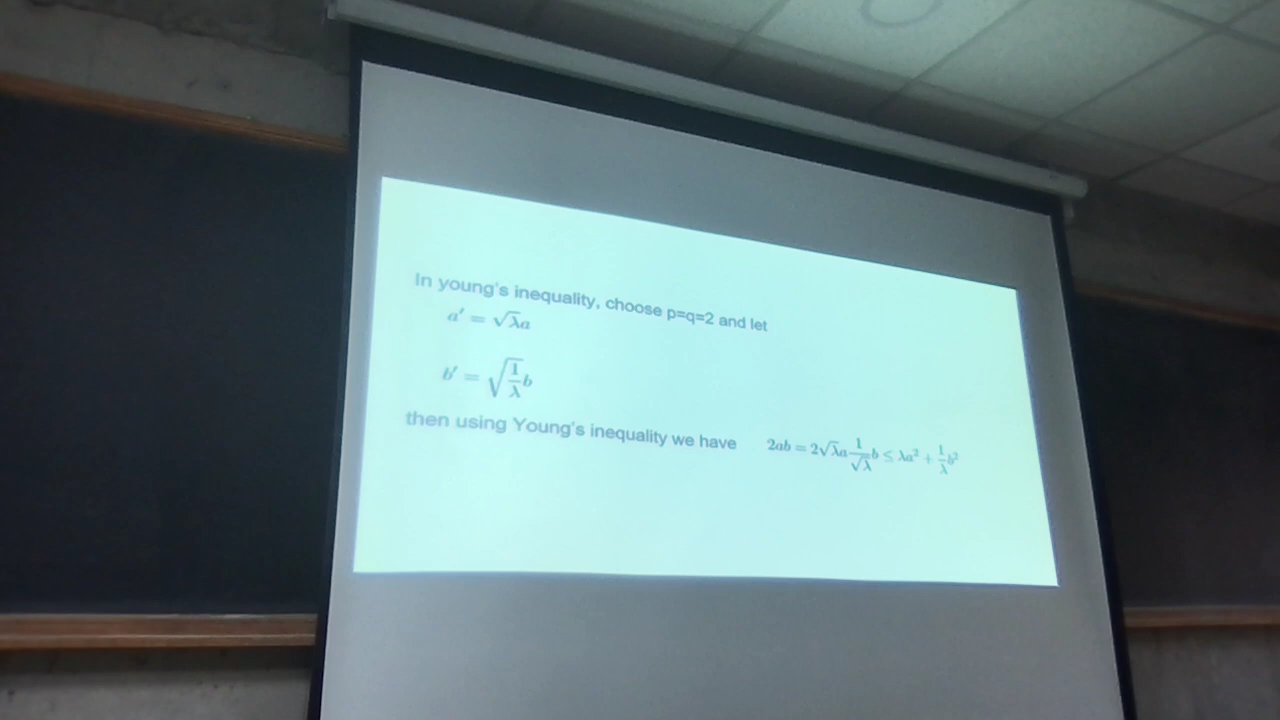 In young's inequality, choose p=q=2 and let
a′ = √λa
b′ = √(1/λ)b
then using Young's inequality we have 2ab = 2√λa 1/√λ b ≤ λa² + 1/λ b²